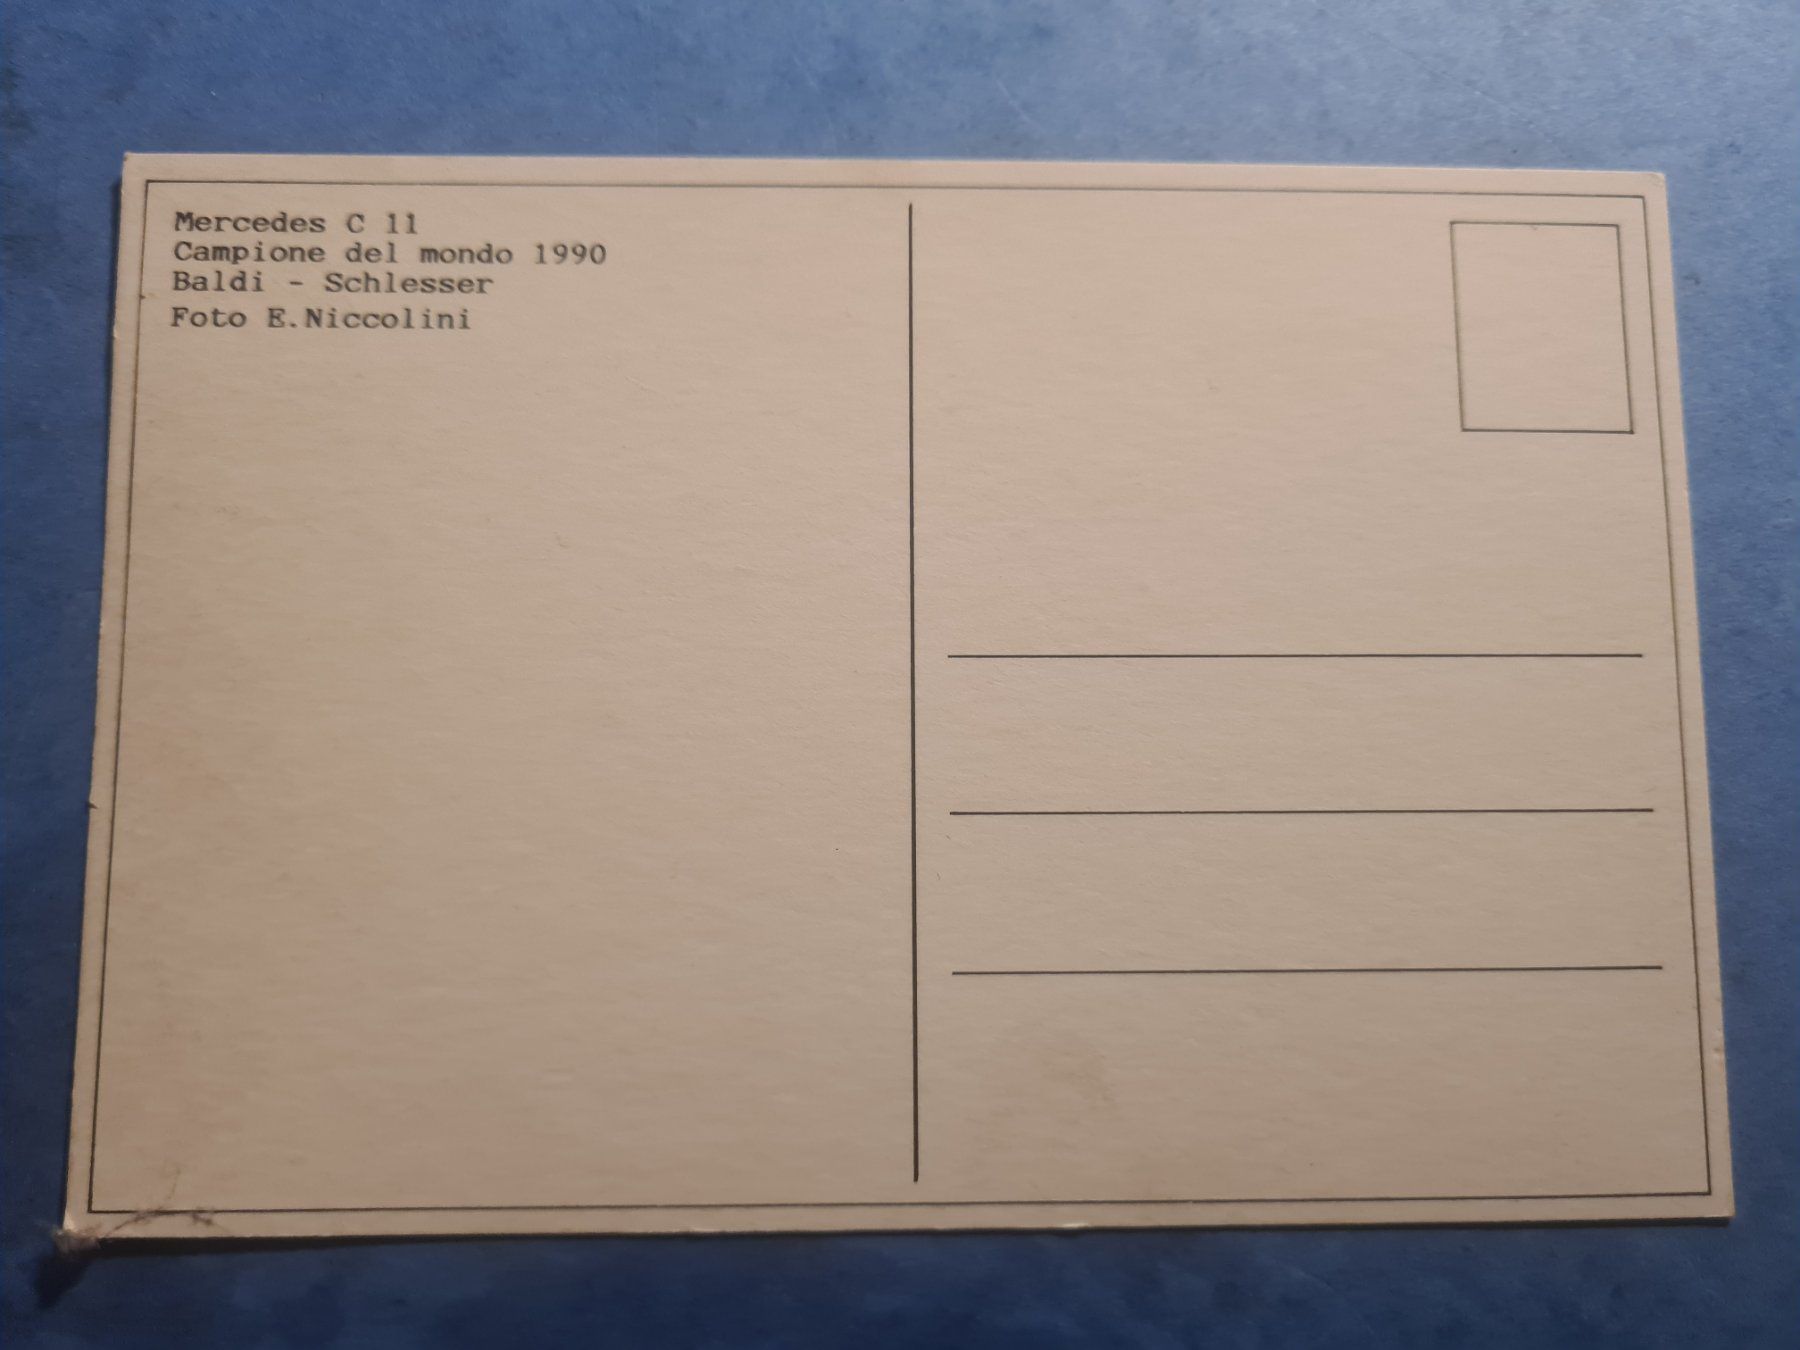 Mercedes C 11
Campione del mondo 1990
Baldi - Schlesser
Foto E.Niccolini